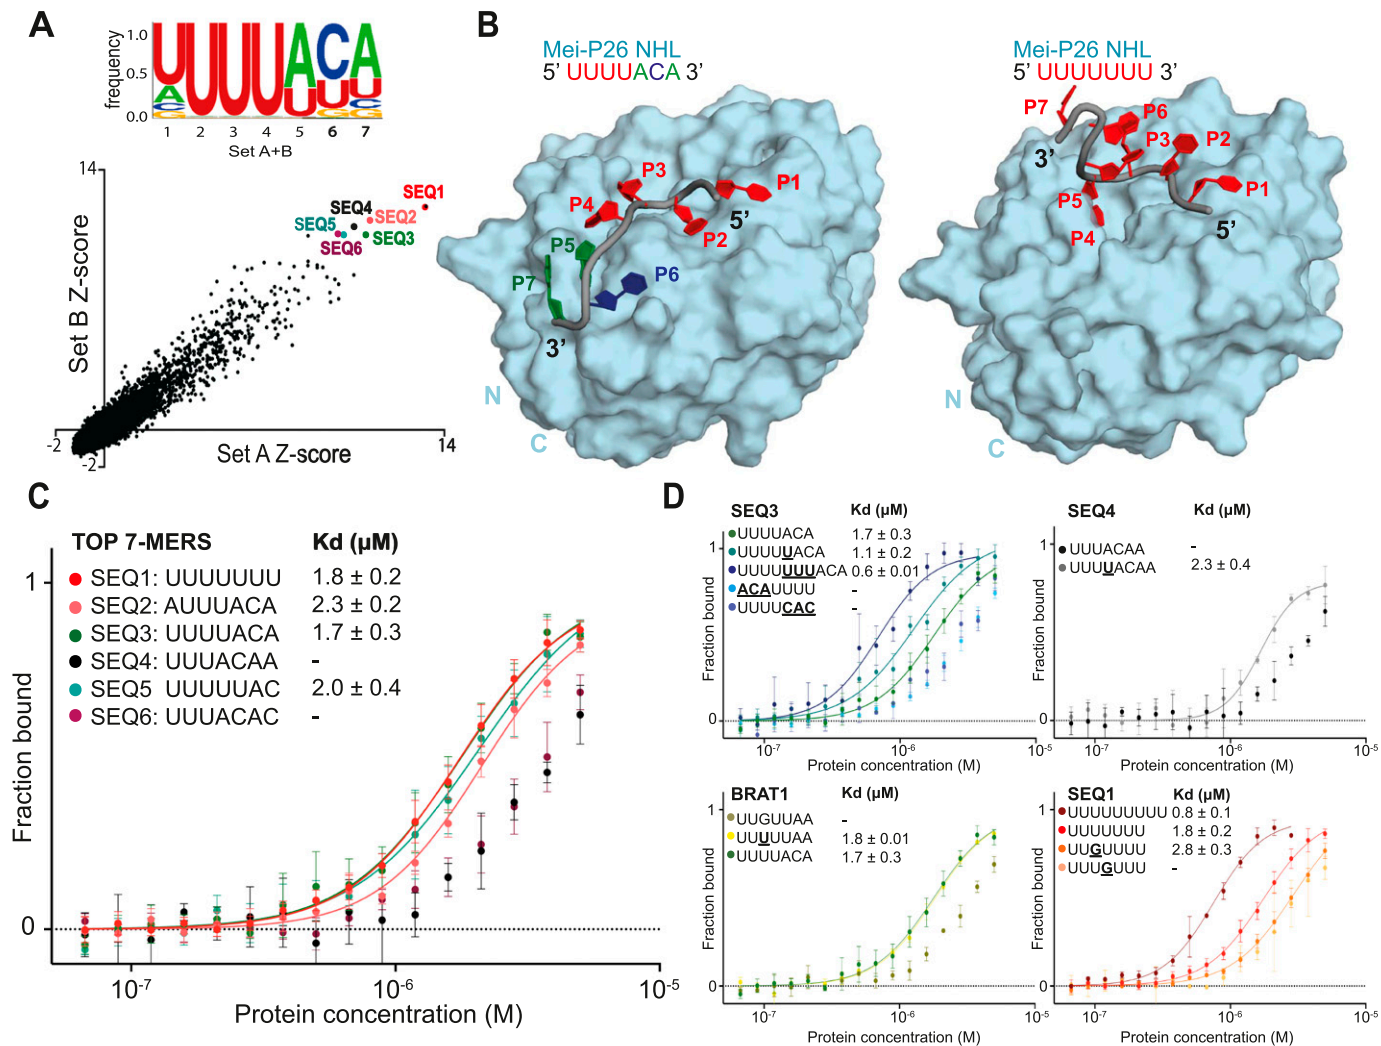 A
frequency
1.0
0.5
0.0
U A C G
U
U
U
A U
C U G
A U C G
1 2 3 4 5 6 7
Set A+B
14
Set B Z-score
SEQ1
SEQ4
SEQ2
SEQ5
SEQ3
SEQ6
-2
14
-2
Set A Z-score
B
Mei-P26 NHL
5' UUUUACA 3'
P3
P1
P4
P2
5'
P5
P7
P6
3'
N
C
Mei-P26 NHL
5' UUUUUUU 3'
P7
P6
P3
P2
3'
P5
P1
P4
5'
N
C
C
TOP 7-MERS Kd (µM)
SEQ1: UUUUUUU 1.8 ± 0.2
SEQ2: AUUUACA 2.3 ± 0.2
SEQ3: UUUUACA 1.7 ± 0.3
SEQ4: UUUACAA -
SEQ5 UUUUUAC 2.0 ± 0.4
SEQ6: UUUACAC -
Fraction bound
1
0
10-7 10-6 10-5
Protein concentration (M)
D
SEQ3 Kd (µM)
UUUUACA 1.7 ± 0.3
UUUUUACA 1.1 ± 0.2
UUUUUUUACA 0.6 ± 0.01
ACAUUUU -
UUUUCAC -
Fraction bound
1
0
10-7 10-6 10-5
Protein concentration (M)
SEQ4 Kd (µM)
UUUACAA -
UUUUACAA 2.3 ± 0.4
Fraction bound
1
0
10-7 10-6 10-5
Protein concentration (M)
BRAT1 Kd (µM)
UUGUUAA -
UUUUUAA 1.8 ± 0.01
UUUUACA 1.7 ± 0.3
Fraction bound
1
0
10-7 10-6 10-5
Protein concentration (M)
SEQ1 Kd (µM)
UUUUUUUUU 0.8 ± 0.1
UUUUUUU 1.8 ± 0.2
UUGUUUU 2.8 ± 0.3
UUUGUUU -
Fraction bound
1
0
10-7 10-6 10-5
Protein concentration (M)